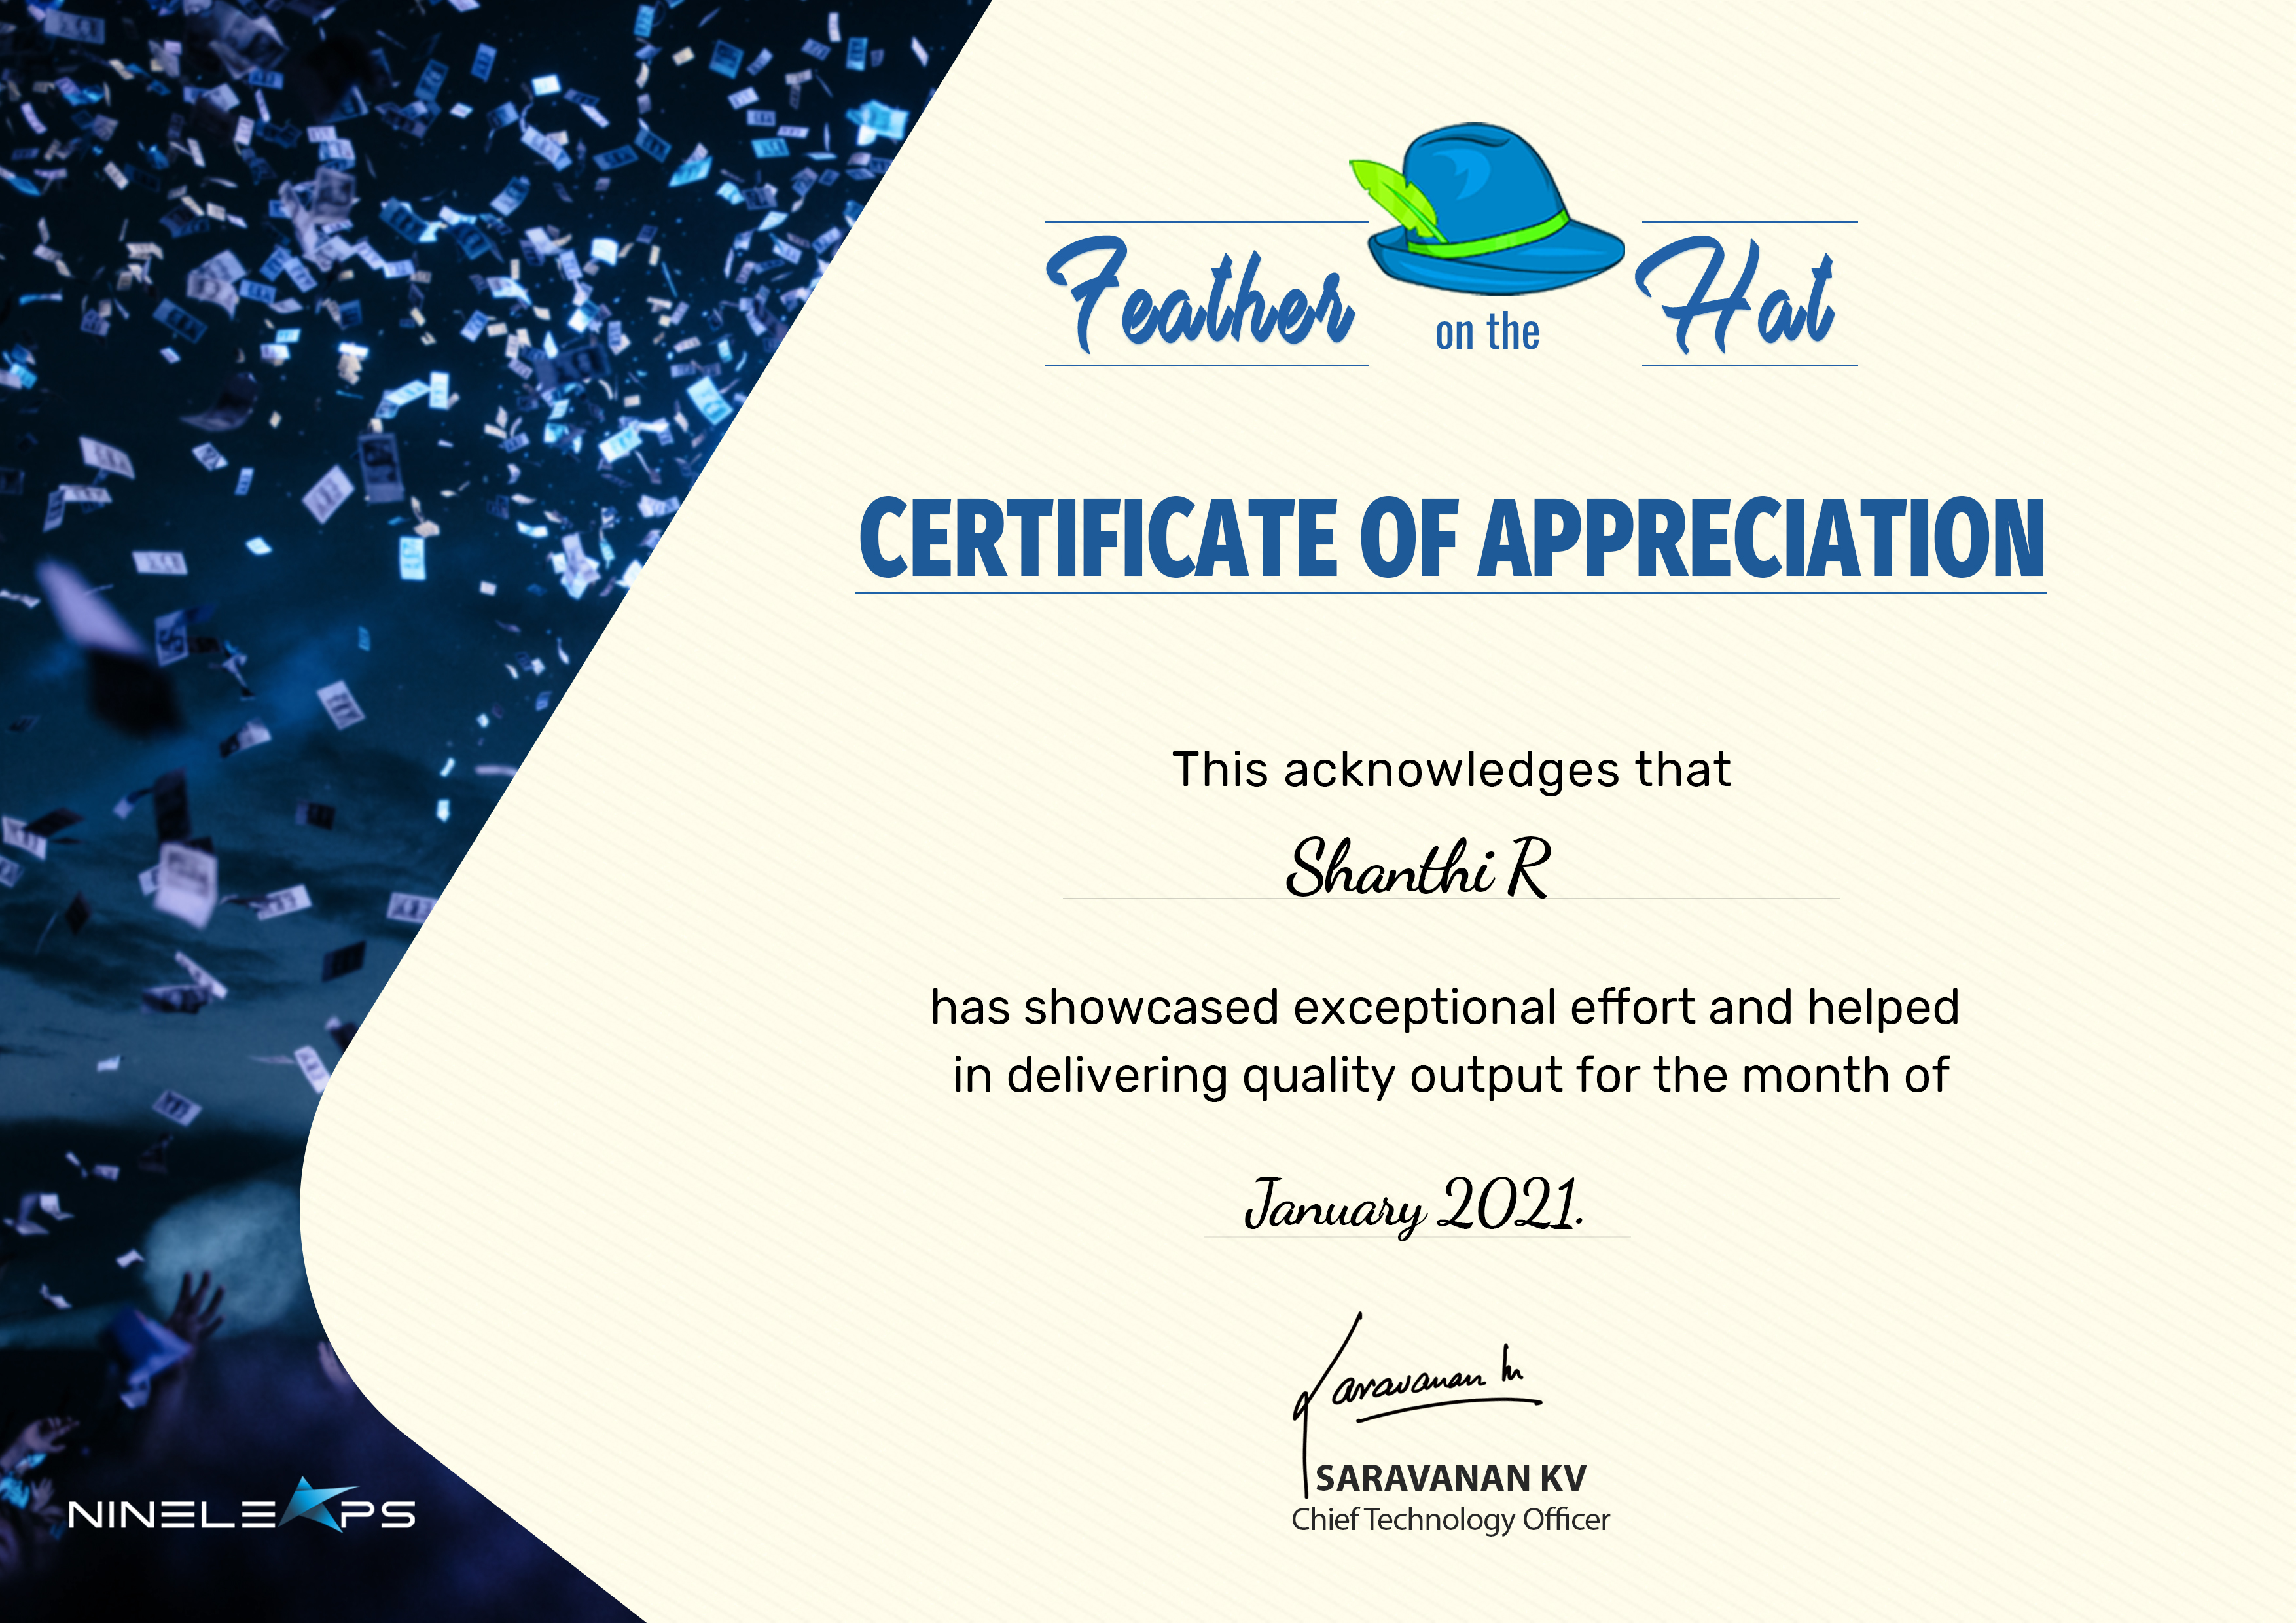 Feather on the Hat
CERTIFICATE OF APPRECIATION
This acknowledges that
Shanthi R
has showcased exceptional effort and helped
in delivering quality output for the month of
January 2021.
Saravanan kv
SARAVANAN KV
Chief Technology Officer
NINELEAPS